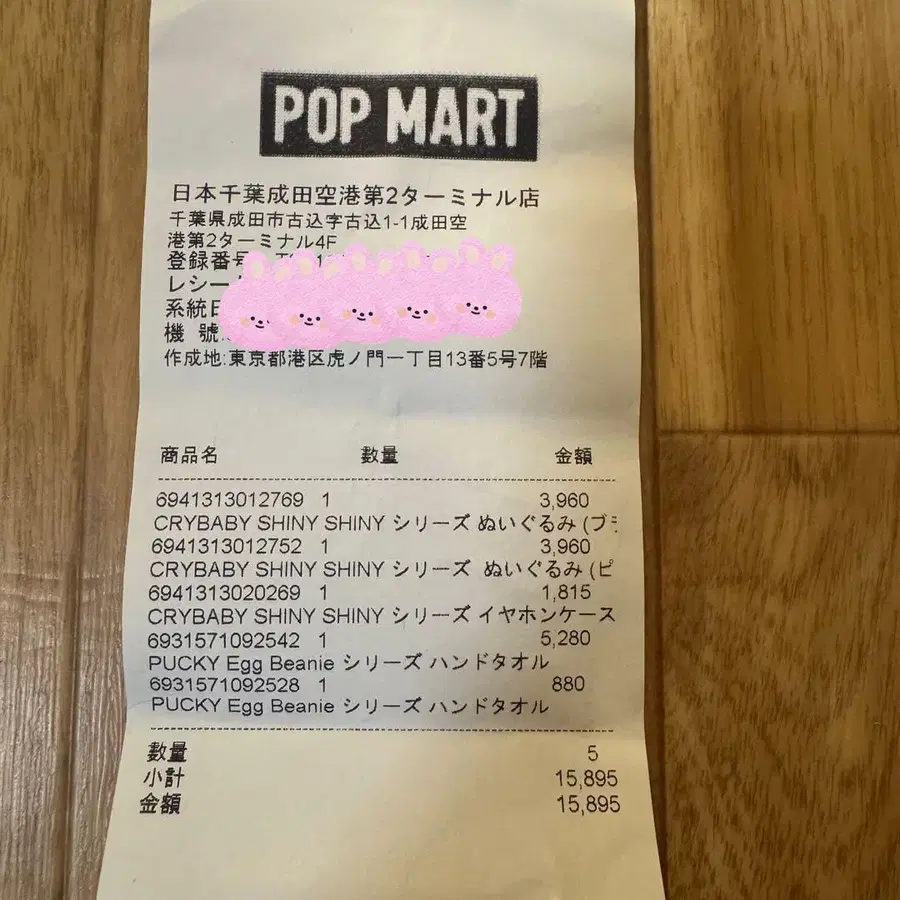 POP MART
日本千葉成田空港第2ターミナル店
千葉県成田市古込字古込1-1成田空
港第2ターミナル4F
登録番号
レシー
系統日
機 號
作成地:東京都港区虎ノ門一丁目13番5号7階
商品名 數量 金額
6941313012769 1 3,960
CRYBABY SHINY SHINY シリーズ ぬいぐるみ (ブラ
6941313012752 1 3,960
CRYBABY SHINY SHINY シリーズ ぬいぐるみ (ピ
6941313020269 1 1,815
CRYBABY SHINY SHINY シリーズ イヤホンケース
6931571092542 1 5,280
PUCKY Egg Beanie シリーズ ハンドタオル
6931571092528 1 880
PUCKY Egg Beanie シリーズ ハンドタオル
數量 5
小計 15,895
金額 15,895